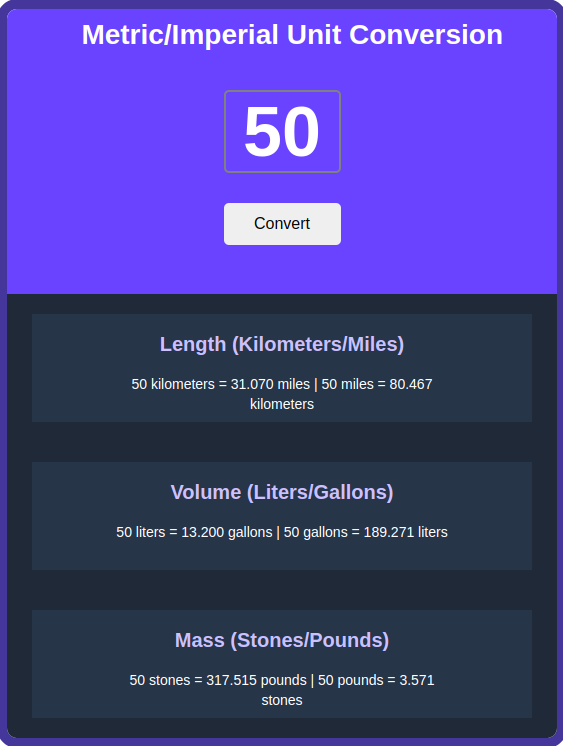 Metric/Imperial Unit Conversion
50
Convert
Length (Kilometers/Miles)
50 kilometers = 31.070 miles | 50 miles = 80.467
kilometers
Volume (Liters/Gallons)
50 liters = 13.200 gallons | 50 gallons = 189.271 liters
Mass (Stones/Pounds)
50 stones = 317.515 pounds | 50 pounds = 3.571
stones